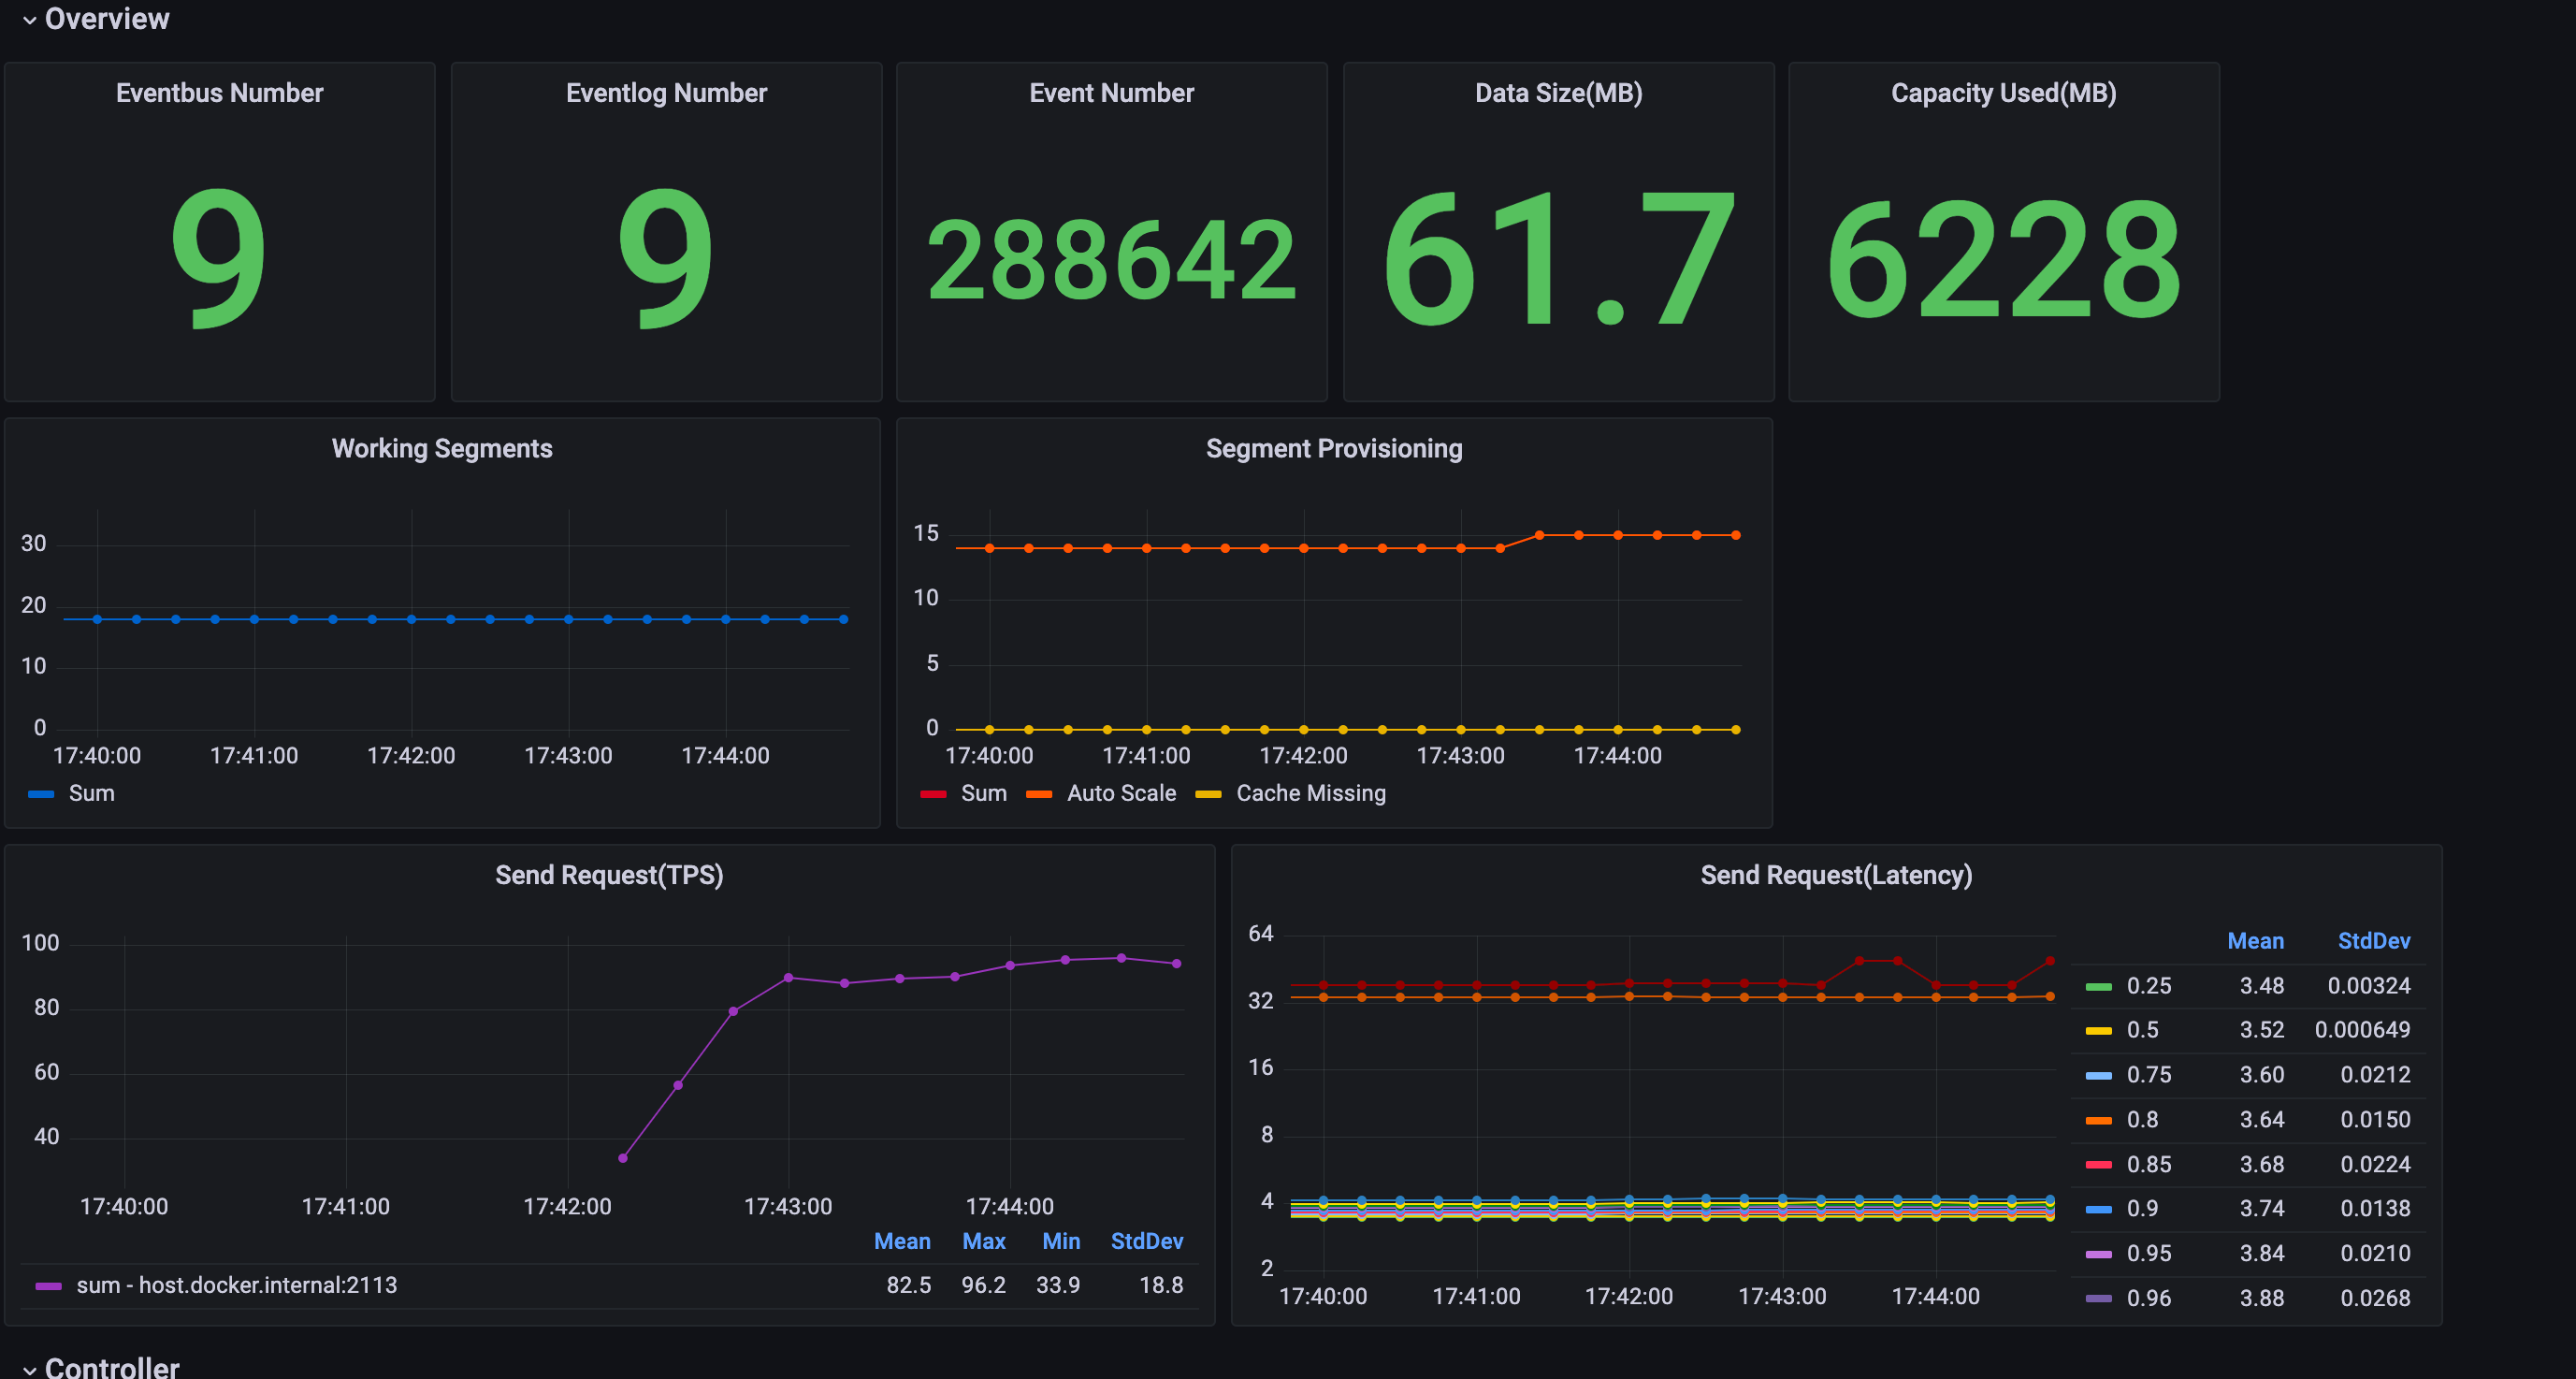 Overview
Eventbus Number
9
Eventlog Number
9
Event Number
288642
Data Size(MB)
61.7
Capacity Used(MB)
6228
Working Segments
30
20
10
0
17:40:00 17:41:00 17:42:00 17:43:00 17:44:00
Sum
Segment Provisioning
15
10
5
0
17:40:00 17:41:00 17:42:00 17:43:00 17:44:00
Sum Auto Scale Cache Missing
Send Request(TPS)
100
80
60
40
17:40:00 17:41:00 17:42:00 17:43:00 17:44:00
Mean Max Min StdDev
sum - host.docker.internal:2113 82.5 96.2 33.9 18.8
Send Request(Latency)
64
32
16
8
4
2
17:40:00 17:41:00 17:42:00 17:43:00 17:44:00
Mean StdDev
0.25 3.48 0.00324
0.5 3.52 0.000649
0.75 3.60 0.0212
0.8 3.64 0.0150
0.85 3.68 0.0224
0.9 3.74 0.0138
0.95 3.84 0.0210
0.96 3.88 0.0268
Controller